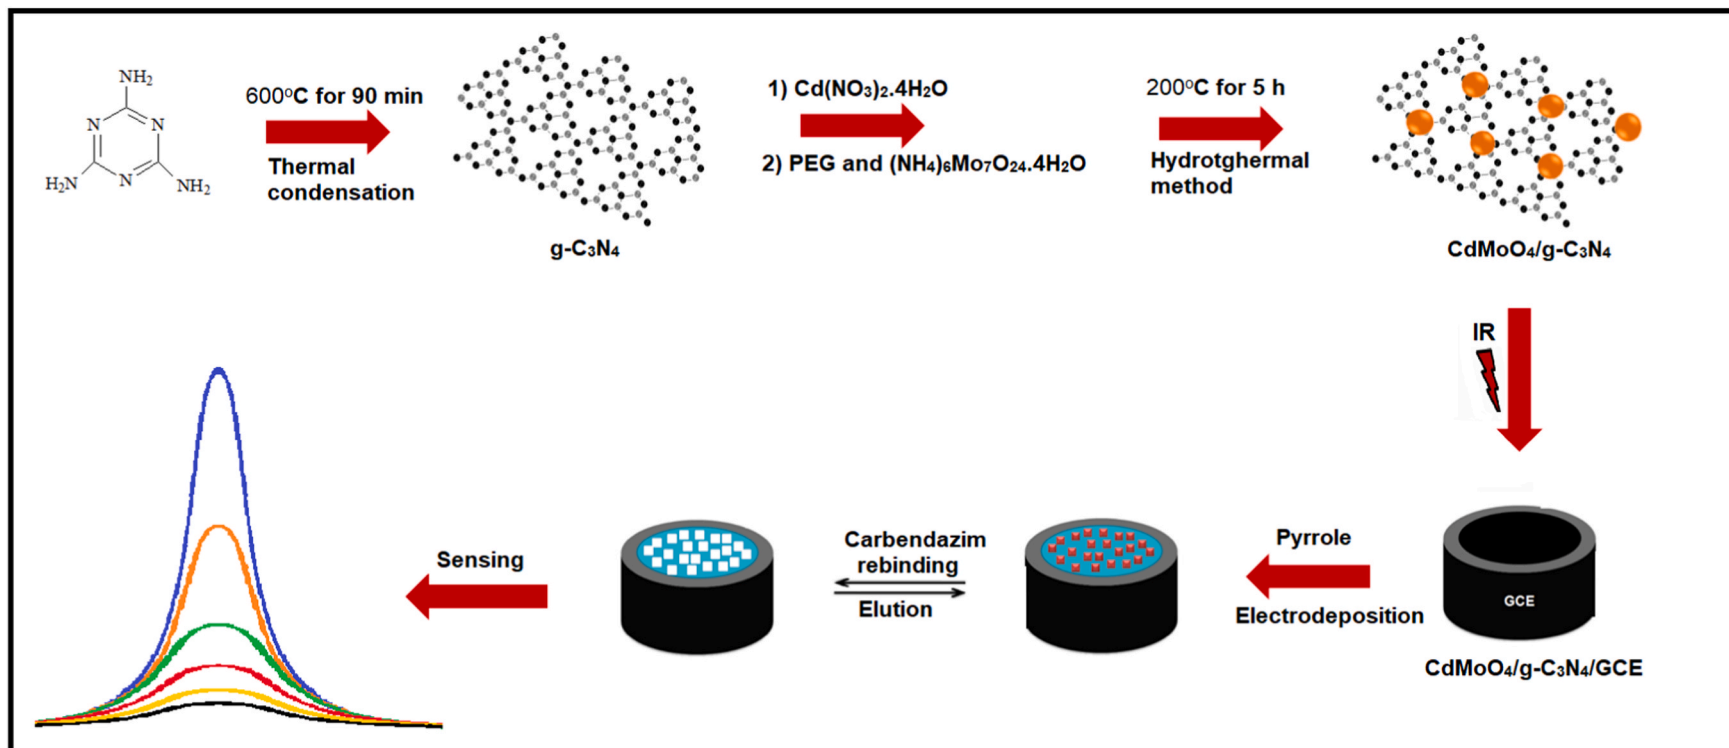 NH₂
N
N
N
H₂N
NH₂
600°C for 90 min
Thermal
condensation
g-C₃N₄
1) Cd(NO₃)₂.4H₂O
2) PEG and (NH₄)₆Mo₇O₂₄.4H₂O
200°C for 5 h
Hydrotghermal
method
CdMoO₄/g-C₃N₄
IR
GCE
CdMoO₄/g-C₃N₄/GCE
Pyrrole
Electrodeposition
Carbendazim
rebinding
Elution
Sensing